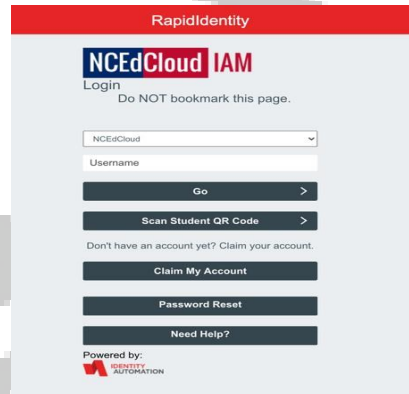 RapidIdentity
NCEdCloud IAM
Login
Do NOT bookmark this page.
NCEdCloud
Username
Go >
Scan Student QR Code >
Don't have an account yet? Claim your account.
Claim My Account
Password Reset
Need Help?
Powered by:
IDENTITY
AUTOMATION